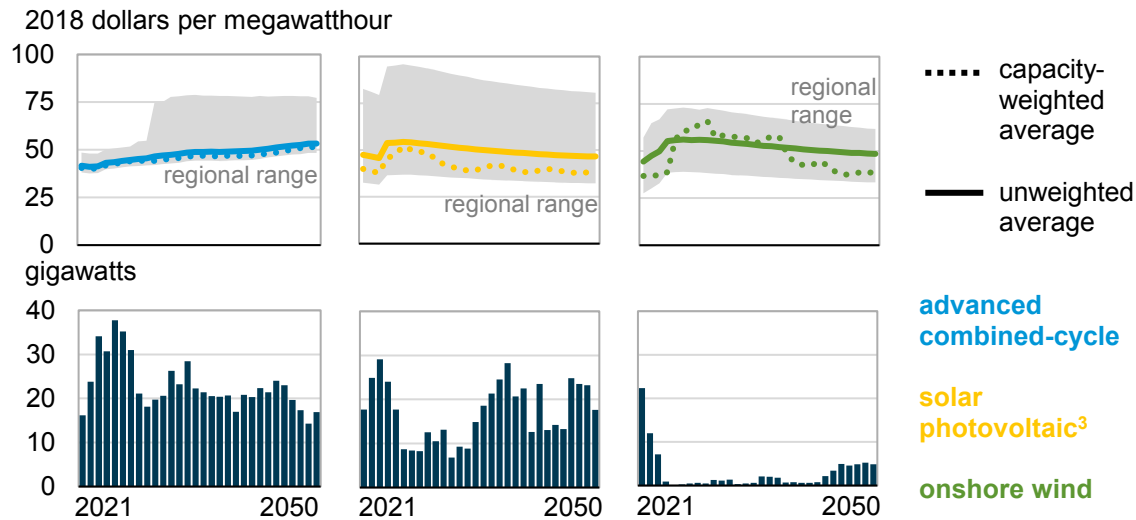 2018 dollars per megawatthour
100
75
50
25
0
regional range
regional range
regional
range
capacity-
weighted
average
unweighted
average
gigawatts
40
30
20
10
0
2021 2050
2021 2050
2021 2050
advanced
combined-cycle
solar
photovoltaic³
onshore wind